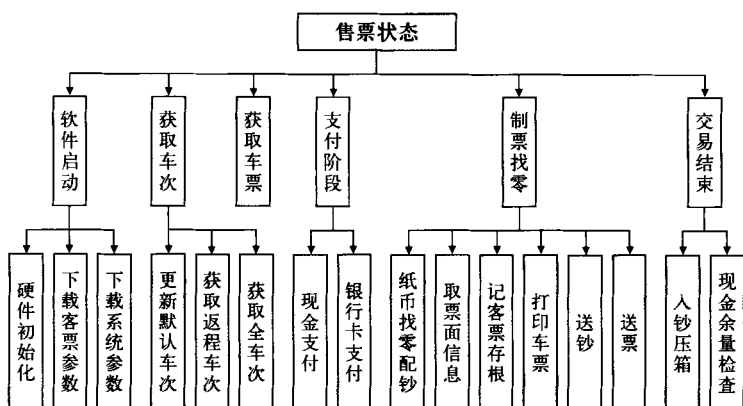 售票状态
软件启动
获取车次
获取车票
支付阶段
制票找零
交易结束
硬件初始化
下载客票参数
下载系统参数
更新默认车次
获取返程车次
获取全车次
现金支付
银行卡支付
纸币找零配钞
取票面信息
记客票存根
打印车票
送钞
送票
入钞压箱
现金余量检查